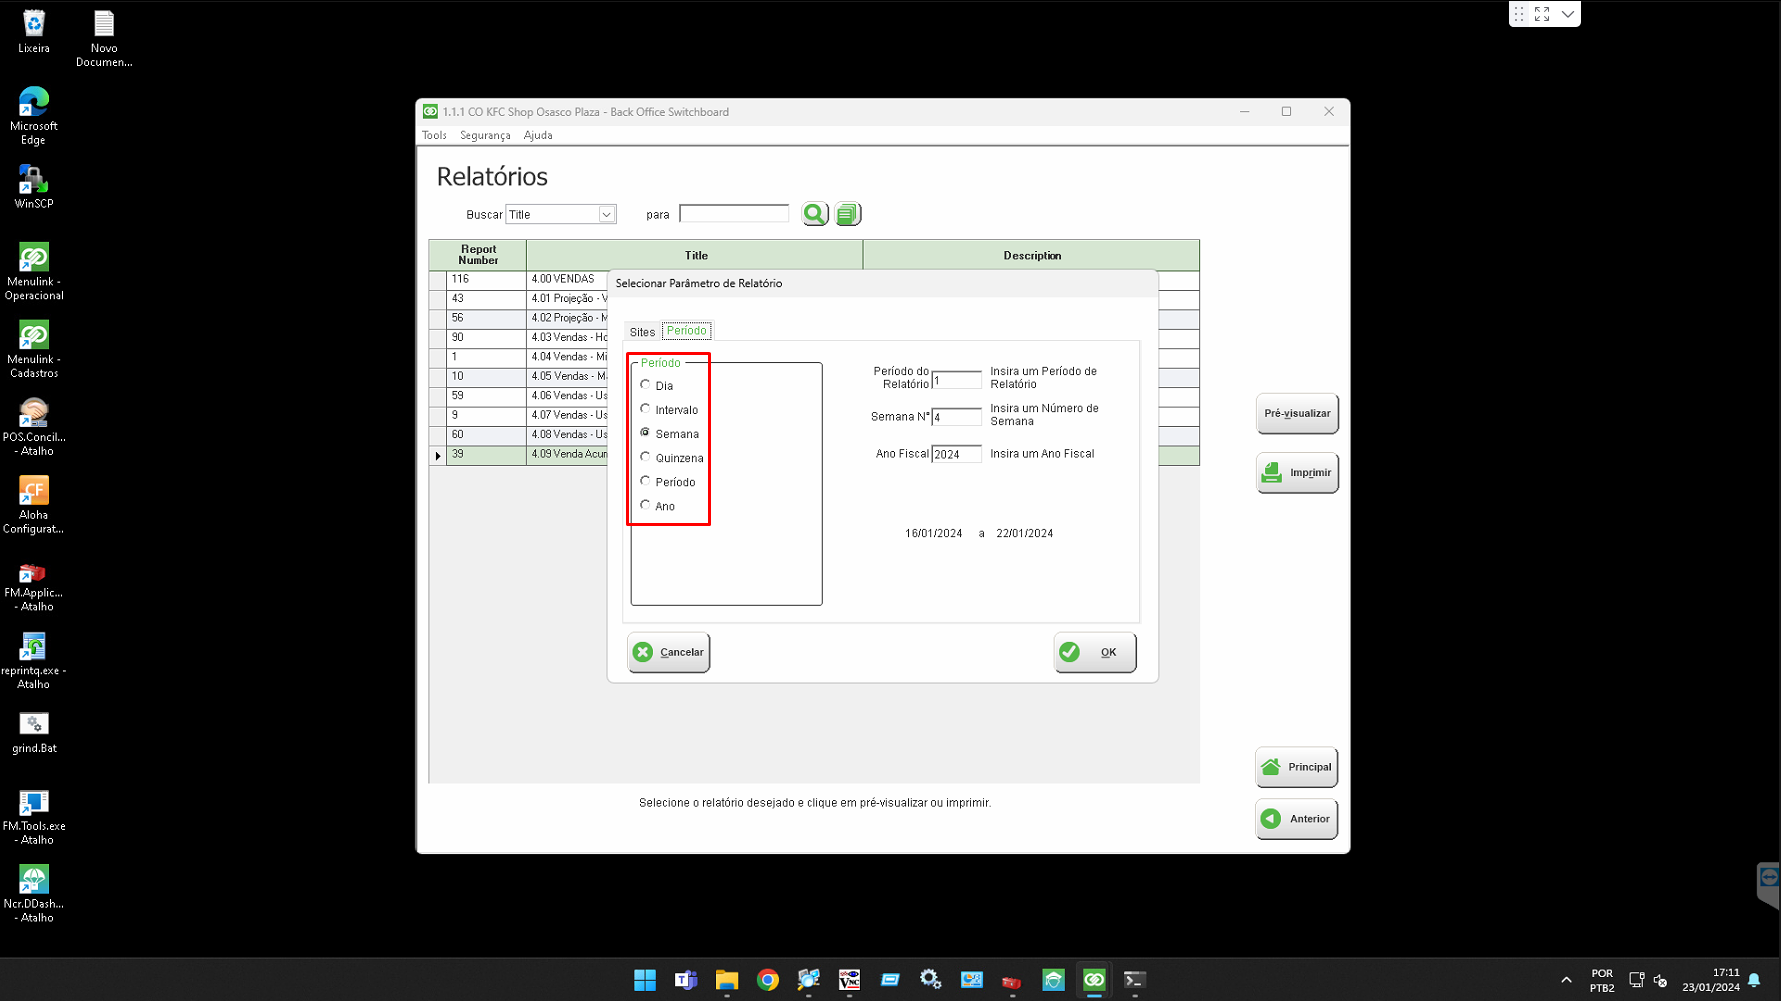 Lixeira
Novo
Documen...
Microsoft
Edge
WinSCP
Menulink -
Operacional
Menulink -
Cadastros
POS.Concil...
- Atalho
CF
Aloha
Configurat...
FM.Applic...
- Atalho
reprintq.exe -
Atalho
grind.Bat
FM.Tools.exe
- Atalho
Ncr.DDash...
- Atalho
1.1.1 CO KFC Shop Osasco Plaza - Back Office Switchboard
Tools Segurança Ajuda
Relatórios
Buscar Title para
Report
Number
Title
Description
116 4.00 VENDAS
43 4.01 Projeção - V
56 4.02 Projeção - M
90 4.03 Vendas - Ho
1 4.04 Vendas - Mi
10 4.05 Vendas - M
59 4.06 Vendas - Us
9 4.07 Vendas - Us
60 4.08 Vendas - Us
39 4.09 Venda Acum
Selecionar Parâmetro de Relatório
Sites Período
Período
Dia
Intervalo
Semana
Quinzena
Período
Ano
Período do
Relatório 1 Insira um Período de
Relatório
Semana N° 4 Insira um Número de
Semana
Ano Fiscal 2024 Insira um Ano Fiscal
16/01/2024 a 22/01/2024
Cancelar
OK
Pré-visualizar
Imprimir
Principal
Anterior
Selecione o relatório desejado e clique em pré-visualizar ou imprimir.
VNC
POR
PTB2
17:11
23/01/2024